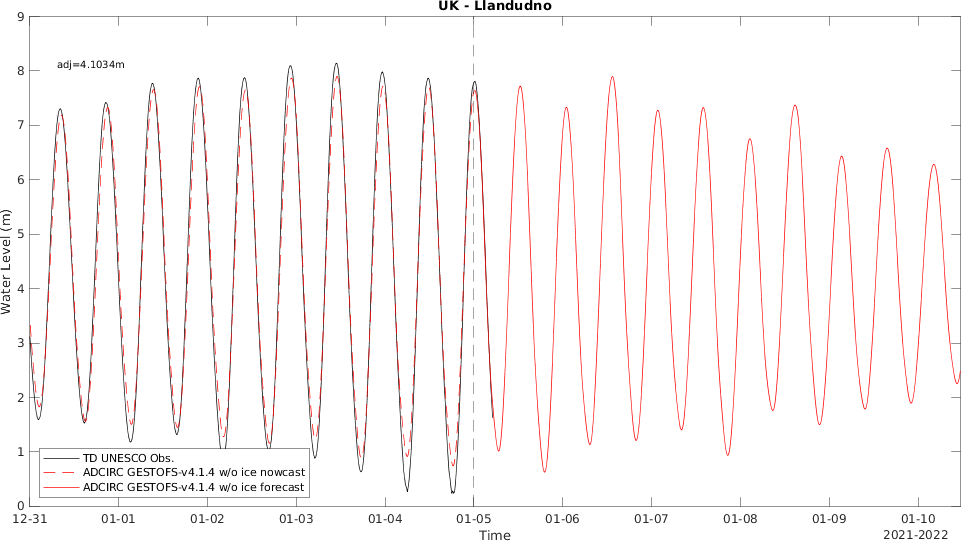 UK - Llandudno
adj=4.1034m
9
8
7
6
5
4
3
2
1
0
Water Level (m)
TD UNESCO Obs.
ADCIRC GESTOFS-v4.1.4 w/o ice nowcast
ADCIRC GESTOFS-v4.1.4 w/o ice forecast
12-31 01-01 01-02 01-03 01-04 01-05 01-06 01-07 01-08 01-09 01-10
Time
2021-2022